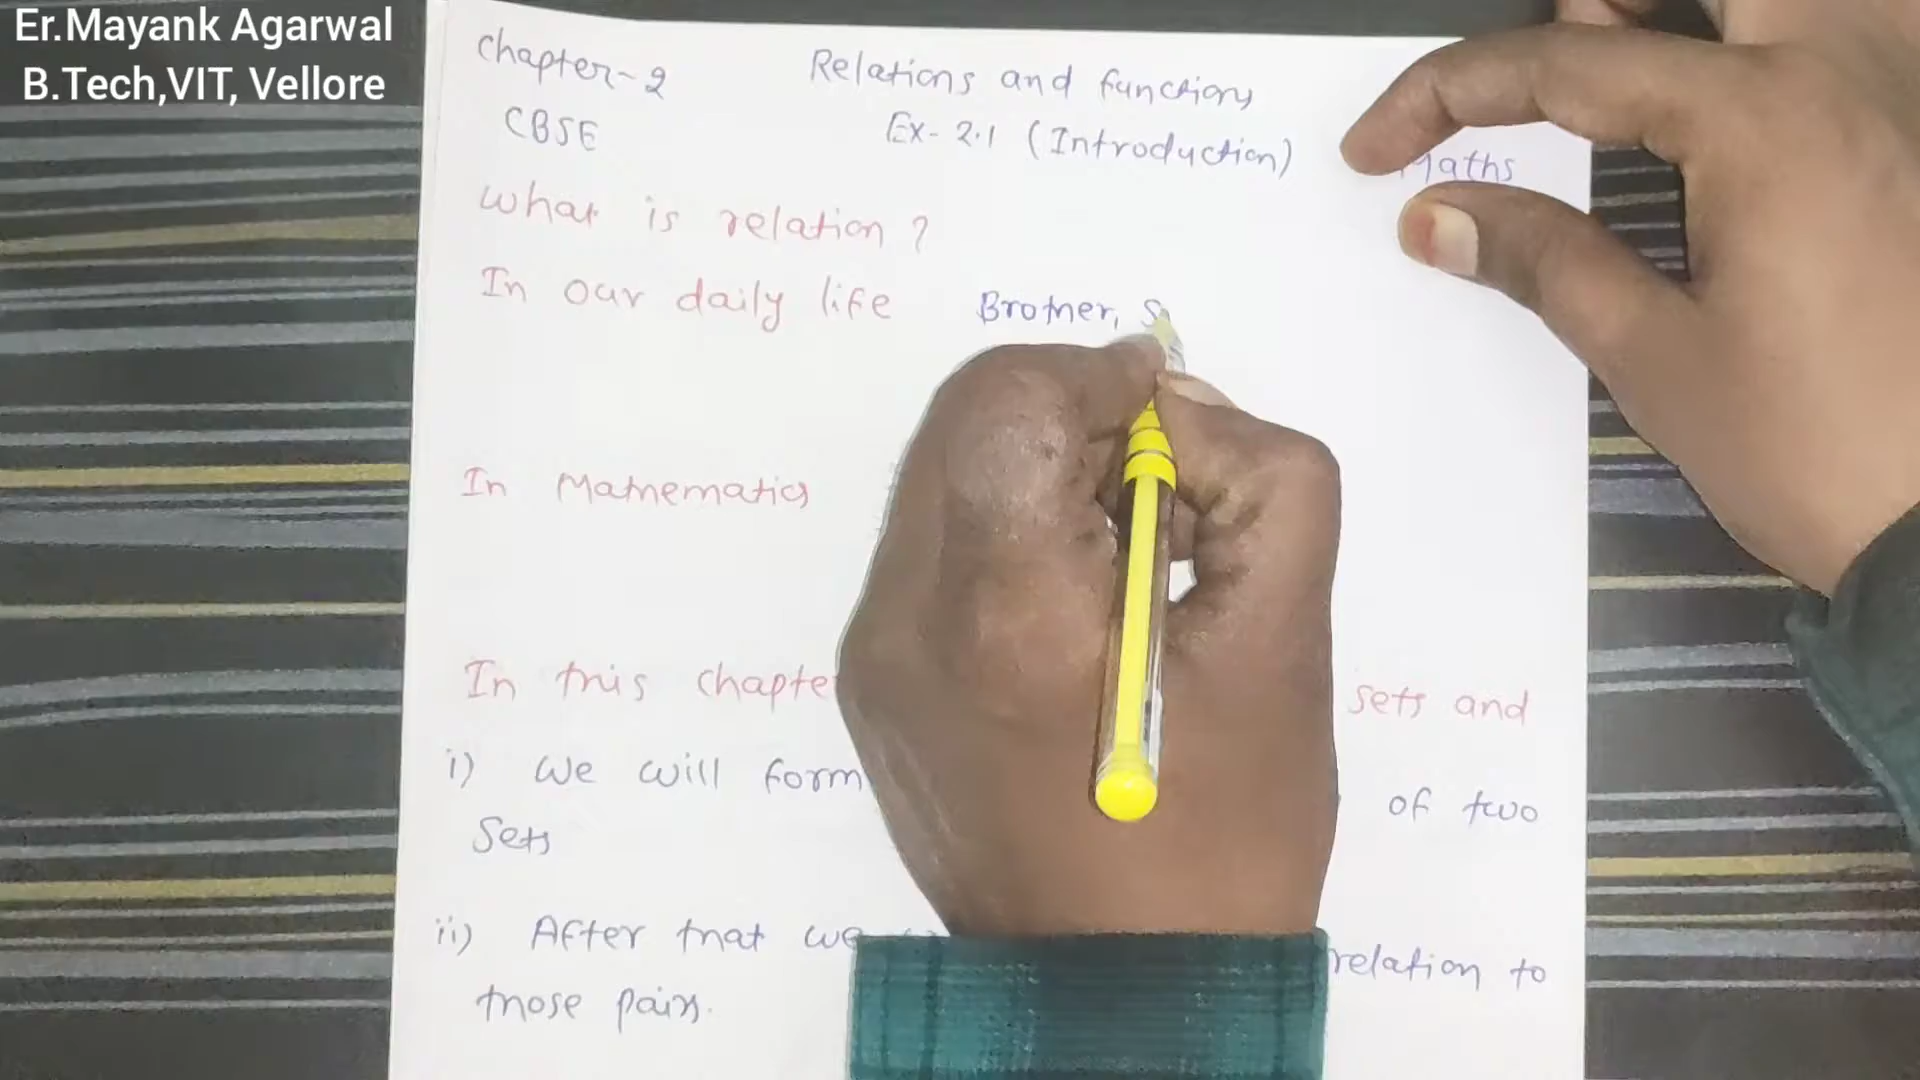 Er.Mayank Agarwal
B.Tech,VIT, Vellore
Chapter-2 Relations and functions
CBSE Ex-2.1 (Introduction) Maths
What is relation?
In our daily life Brother, S
In Mathematics
In this chapter sets and
i) We will form of two
Sets
ii) After that we relation to
those pairs.